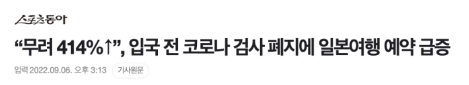 스포츠동아
“무려 414%↑”, 입국 전 코로나 검사 폐지에 일본여행 예약 급증
입력 2022.09.06. 오후 3:13 기사원문